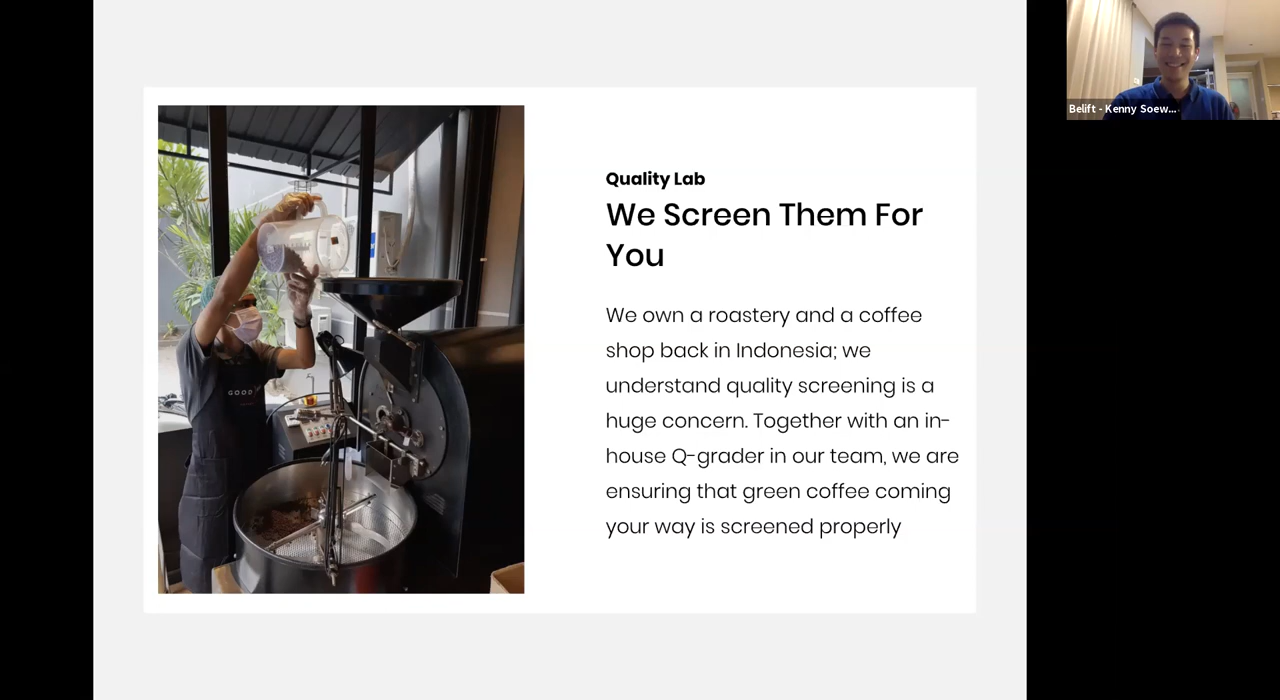 Quality Lab
We Screen Them For
You
We own a roastery and a coffee
shop back in Indonesia; we
understand quality screening is a
huge concern. Together with an in-
house Q-grader in our team, we are
ensuring that green coffee coming
your way is screened properly
GOOD
Belift - Kenny Soew...